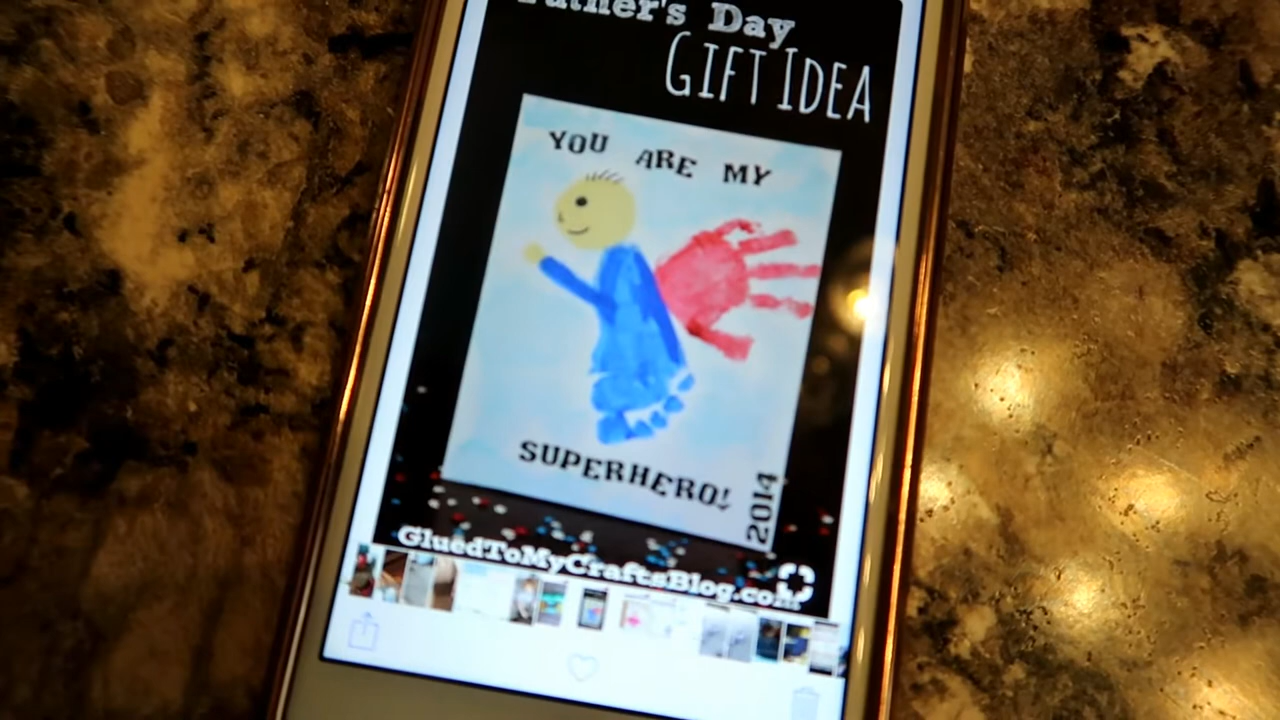 Father's Day
GIFT IDEA
YOU ARE MY
SUPERHERO!
2014
GluedToMyCraftsBlog.com